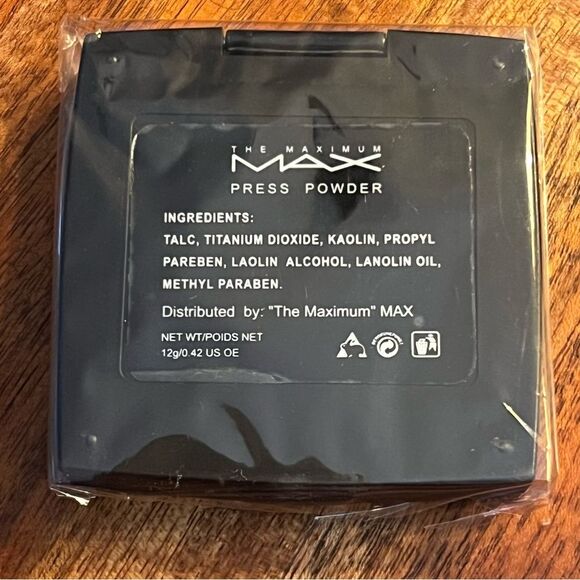 THE MAXIMUM
MAX
PRESS POWDER
INGREDIENTS:
TALC, TITANIUM DIOXIDE, KAOLIN, PROPYL
PAREBEN, LAOLIN ALCOHOL, LANOLIN OIL,
METHYL PARABEN.
Distributed by: "The Maximum" MAX
NET WT/POIDS NET
12g/0.42 US OE